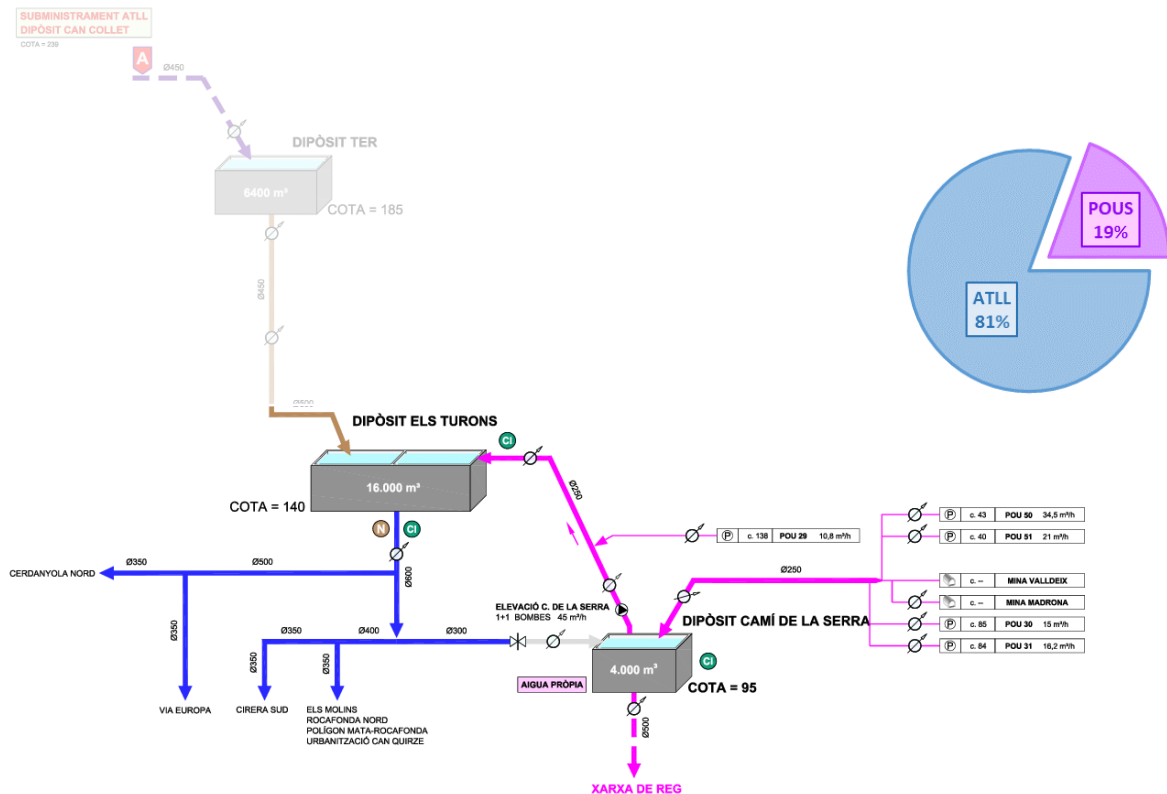 SUBMINISTRAMENT ATLL
DIPÒSIT CAN COLLET
COTA = 239
A
Ø450
DIPÒSIT TER
6400 m³
COTA = 185
Ø450
POUS
19%
ATLL
81%
DIPÒSIT ELS TURONS
Cl
16.000 m³
COTA = 140
N
Cl
Ø250
CERDANYOLA NORD
Ø350
Ø500
Ø600
Ø350
VIA EUROPA
Ø350
Ø400
Ø300
Ø350
Ø350
CIRERA SUD
ELS MOLINS
ROCAFONDA NORD
POLÍGON MATA-ROCAFONDA
URBANITZACIÓ CAN QUIRZE
ELEVACIÓ C. DE LA SERRA
1+1 BOMBES 45 m³/h
P c. 138 POU 29 10,8 m³/h
Ø250
P c. 43 POU 50 34,5 m³/h
P c. 40 POU 51 21 m³/h
c. -- MINA VALLDEIX
c. -- MINA MADRONA
P c. 85 POU 30 15 m³/h
P c. 84 POU 31 16,2 m³/h
DIPÒSIT CAMÍ DE LA SERRA
4.000 m³
Cl
COTA = 95
AIGUA PRÒPIA
Ø500
XARXA DE REG